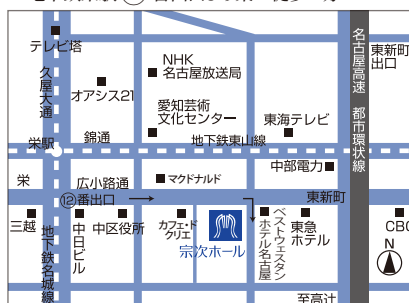 テレビ塔
久屋大通
オアシス21
NHK
名古屋放送局
愛知芸術
文化センター
東海テレビ
名古屋高速 都市環状線
東新町
出口
栄駅
錦通
地下鉄東山線
中部電力
栄
広小路通
マクドナルド
東新町
⑫番出口
三越
地下鉄名城線
中日ビル
中区役所
カフェ・ド
クリエ
宗次ホール
ベストウェスタン
ホテル名古屋
東急
ホテル
CBC
N
至高辻